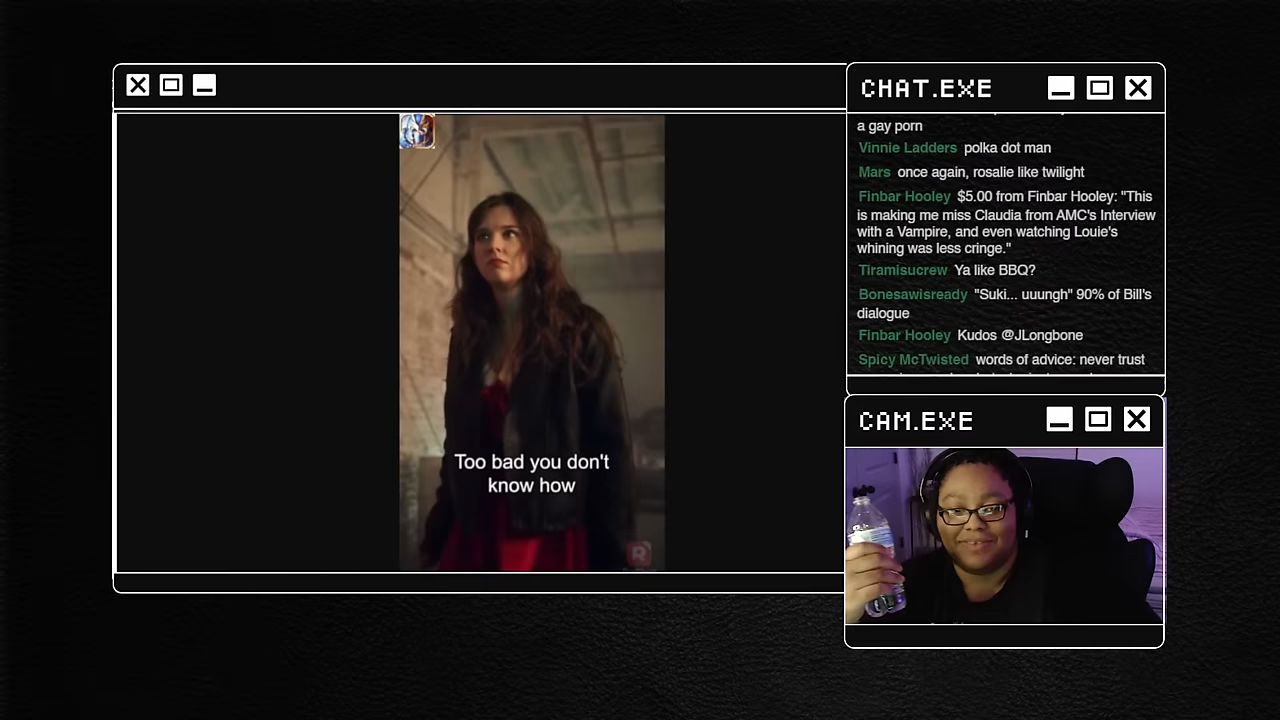 CHAT.EXE
a gay porn
Vinnie Ladders polka dot man
Mars once again, rosalie like twilight
Finbar Hooley $5.00 from Finbar Hooley: "This
is making me miss Claudia from AMC's Interview
with a Vampire, and even watching Louie's
whining was less cringe."
Tiramisucrew Ya like BBQ?
Bonesawisready "Suki... uuungh" 90% of Bill's
dialogue
Finbar Hooley Kudos @JLongbone
Spicy McTwisted words of advice: never trust
Too bad you don't
know how
R
CAM.EXE